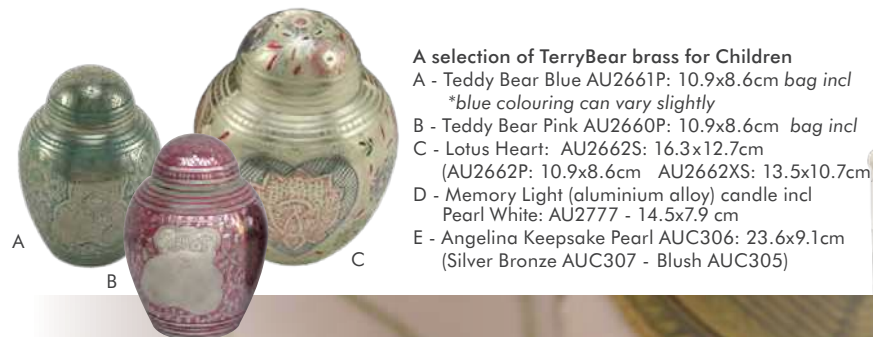 A selection of TerryBear brass for Children
A - Teddy Bear Blue AU2661P: 10.9x8.6cm bag incl
*blue colouring can vary slightly
B - Teddy Bear Pink AU2660P: 10.9x8.6cm bag incl
C - Lotus Heart: AU2662S: 16.3x12.7cm
(AU2662P: 10.9x8.6cm AU2662XS: 13.5x10.7cm
D - Memory Light (aluminium alloy) candle incl
Pearl White: AU2777 - 14.5x7.9 cm
E - Angelina Keepsake Pearl AUC306: 23.6x9.1cm
(Silver Bronze AUC307 - Blush AUC305)
A
B
C